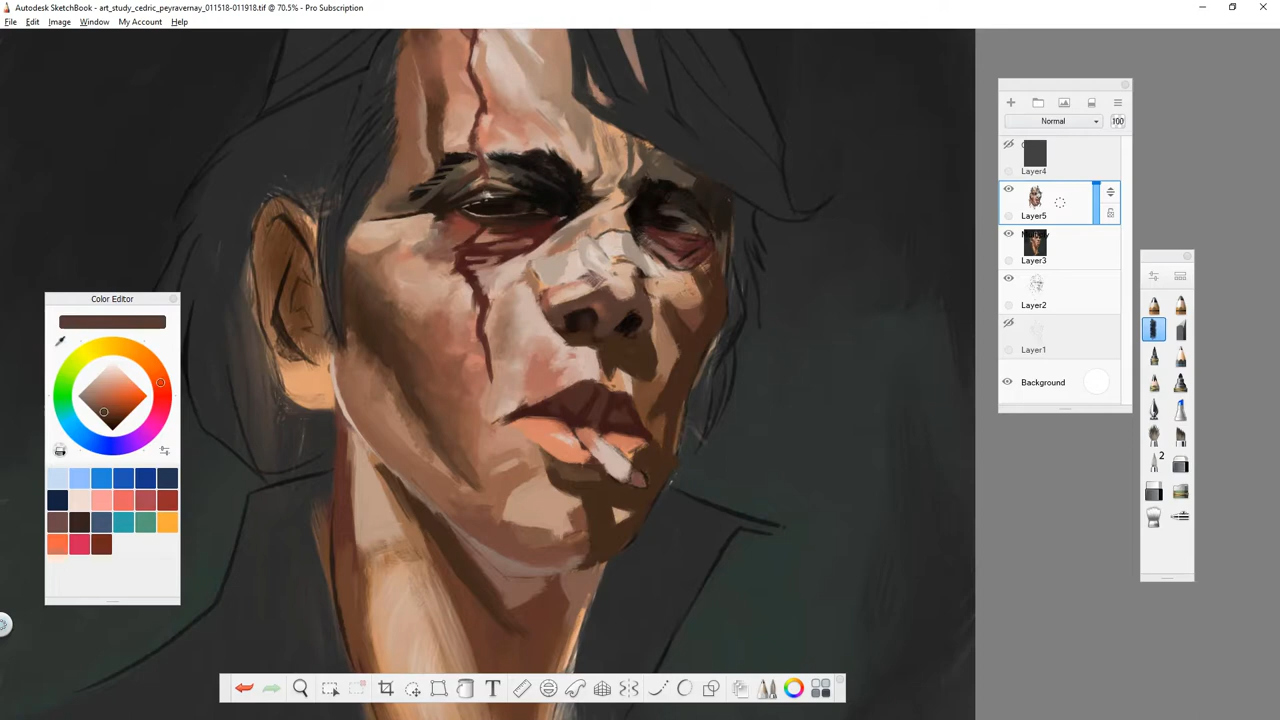 Autodesk SketchBook - art_study_cedric_peyravernay_011518-011918.tif @ 70.5% - Pro Subscription
File Edit Image Window My Account Help
Normal 100
Layer4
Layer5
Layer3
Layer2
Layer1
Background
Color Editor
2
T